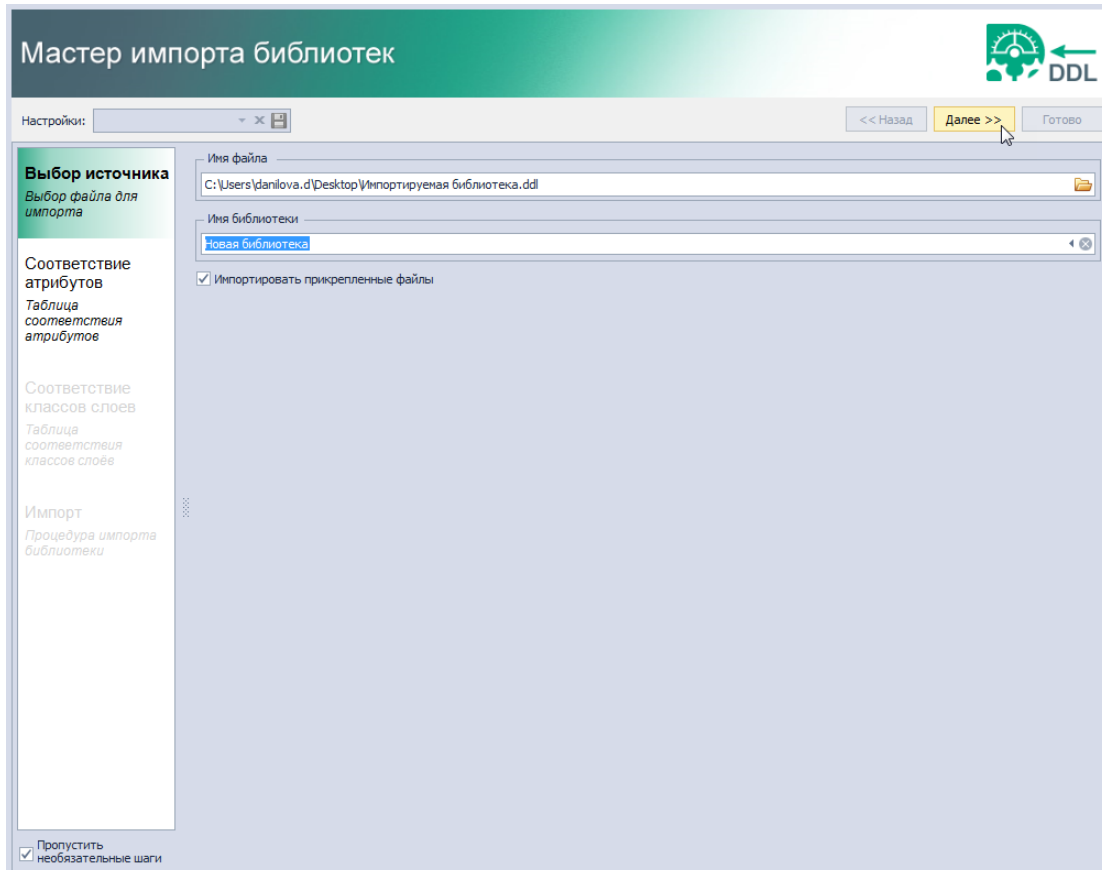 Мастер импорта библиотек
DDL
Настройки:
<< Назад
Далее >>
Готово
Выбор источника
Выбор файла для
импорта
Соответствие
атрибутов
Таблица
соответствия
атрибутов
Соответствие
классов слоев
Таблица
соответствия
классов слоёв
Импорт
Процедура импорта
библиотеки
Пропустить
необязательные шаги
Имя файла
C:\Users\danilova.d\Desktop\Импортируемая библиотека.ddl
Имя библиотеки
Новая библиотека
Импортировать прикрепленные файлы